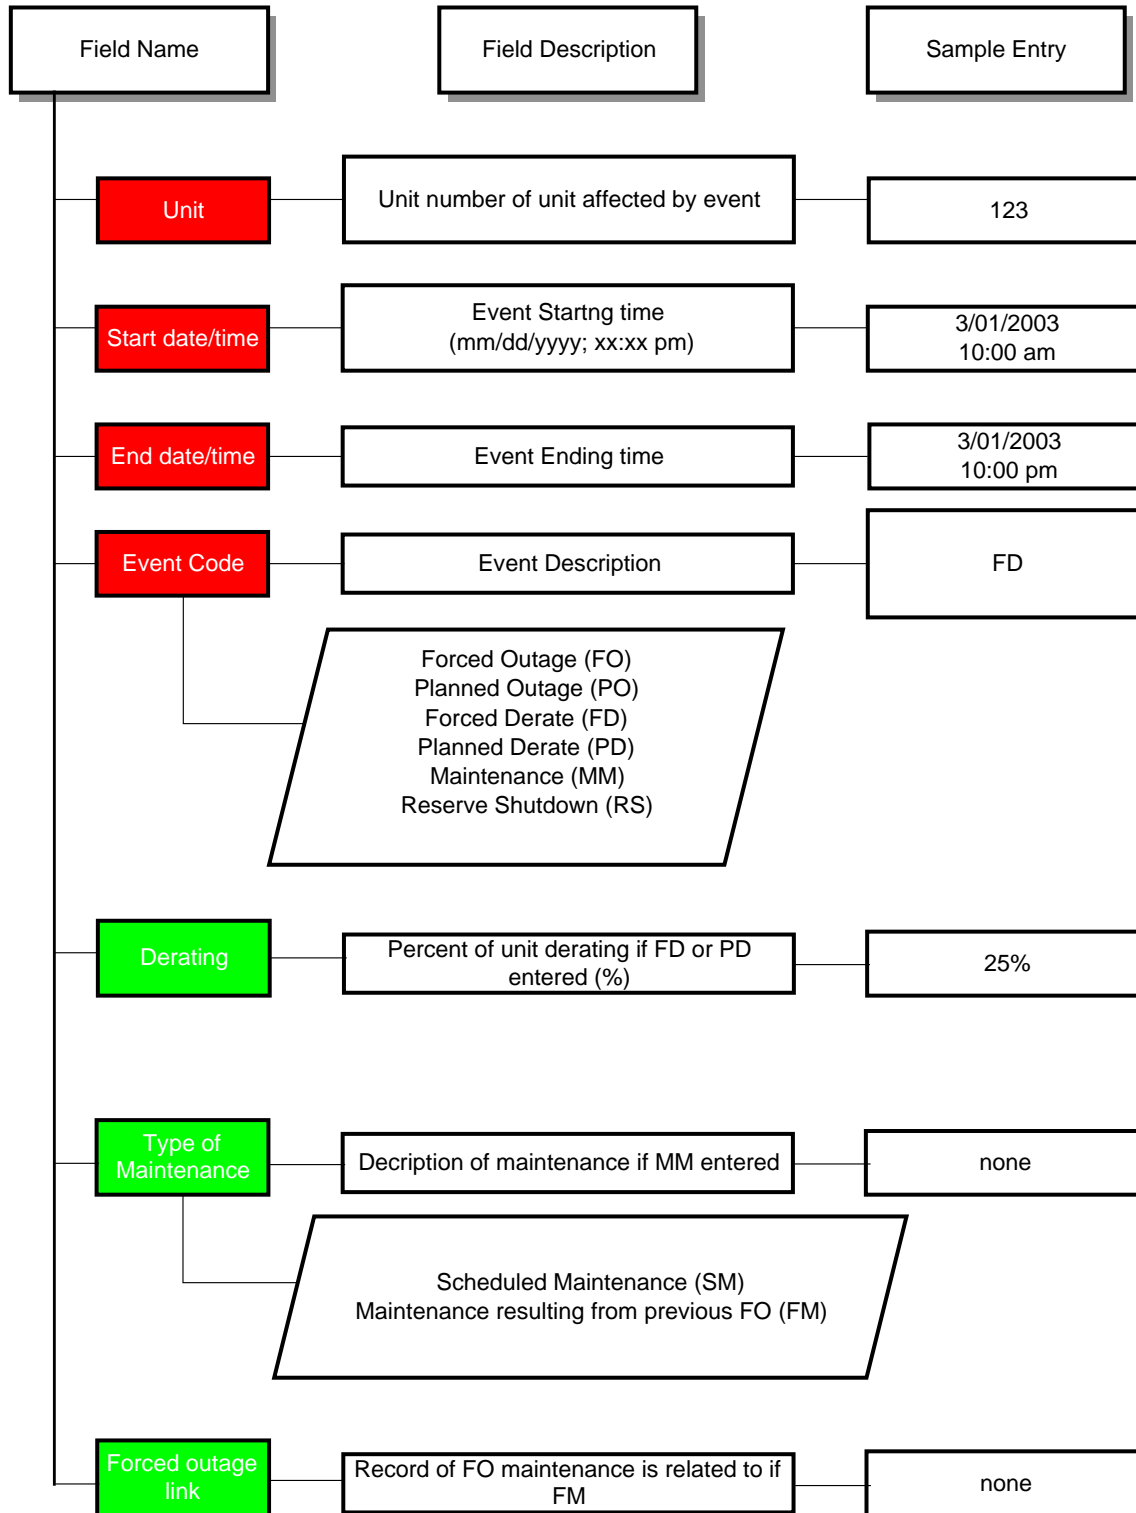 Field Name
Field Description
Sample Entry
Unit
Unit number of unit affected by event
123
Start date/time
Event Startng time
(mm/dd/yyyy; xx:xx pm)
3/01/2003
10:00 am
End date/time
Event Ending time
3/01/2003
10:00 pm
Event Code
Event Description
FD
Forced Outage (FO)
Planned Outage (PO)
Forced Derate (FD)
Planned Derate (PD)
Maintenance (MM)
Reserve Shutdown (RS)
Derating
Percent of unit derating if FD or PD
entered (%)
25%
Type of
Maintenance
Decription of maintenance if MM entered
none
Scheduled Maintenance (SM)
Maintenance resulting from previous FO (FM)
Forced outage
link
Record of FO maintenance is related to if
FM
none